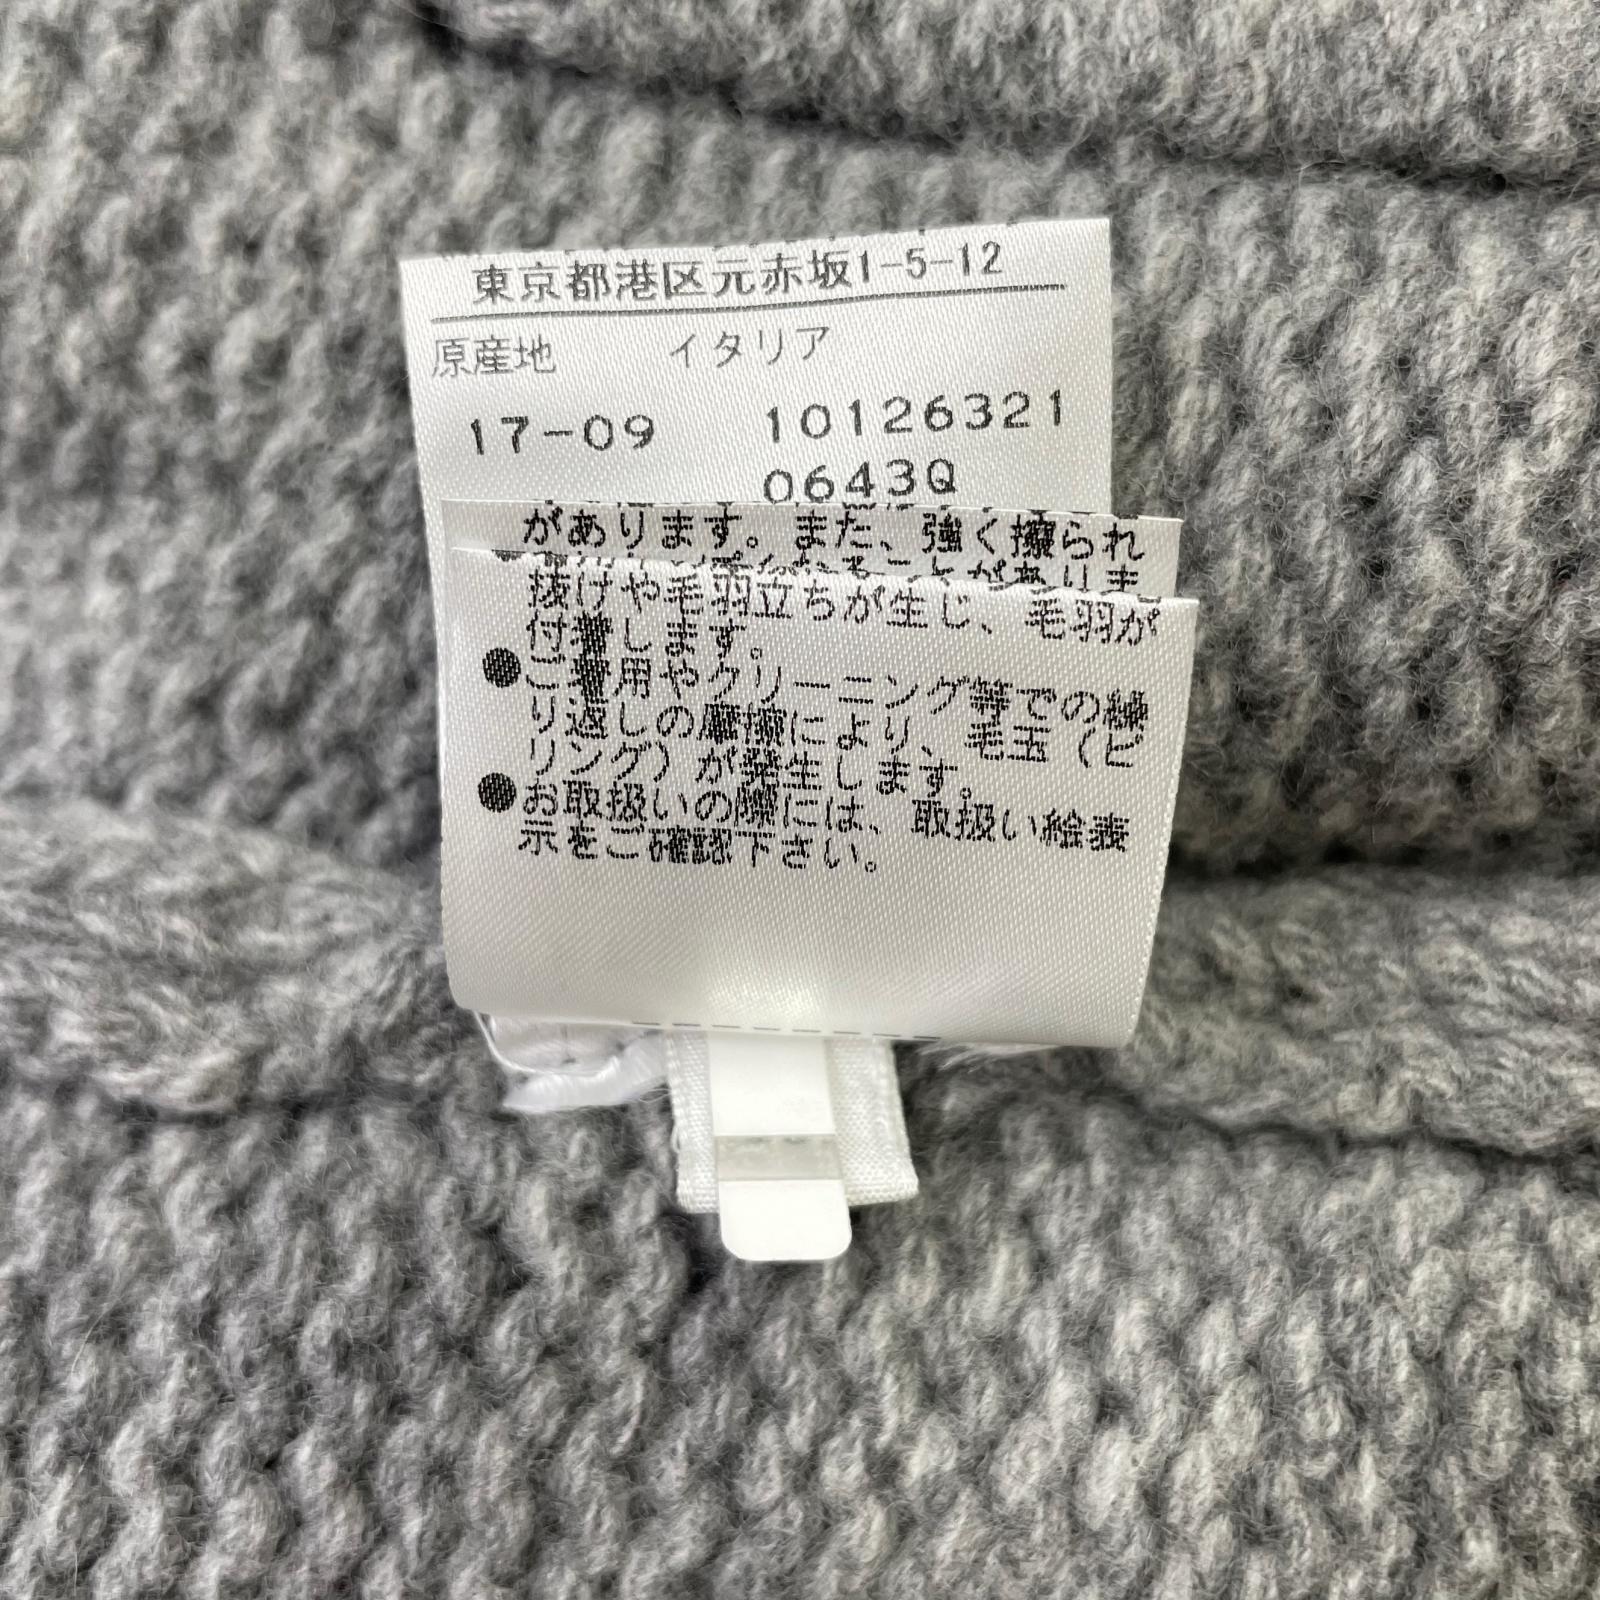 東京都港区元赤坂1-5-12
原産地 イタリア
17-09 10126321
0643Q
があります。また、強く擦られ
抜けや毛羽立ちが生じ、毛羽が
付着します。
●ご着用やクリーニング等での繰
り返しの摩擦により、毛玉(ピ
リング)が発生します。
●お取扱いの際には、取扱い絵表
示をご確認下さい。